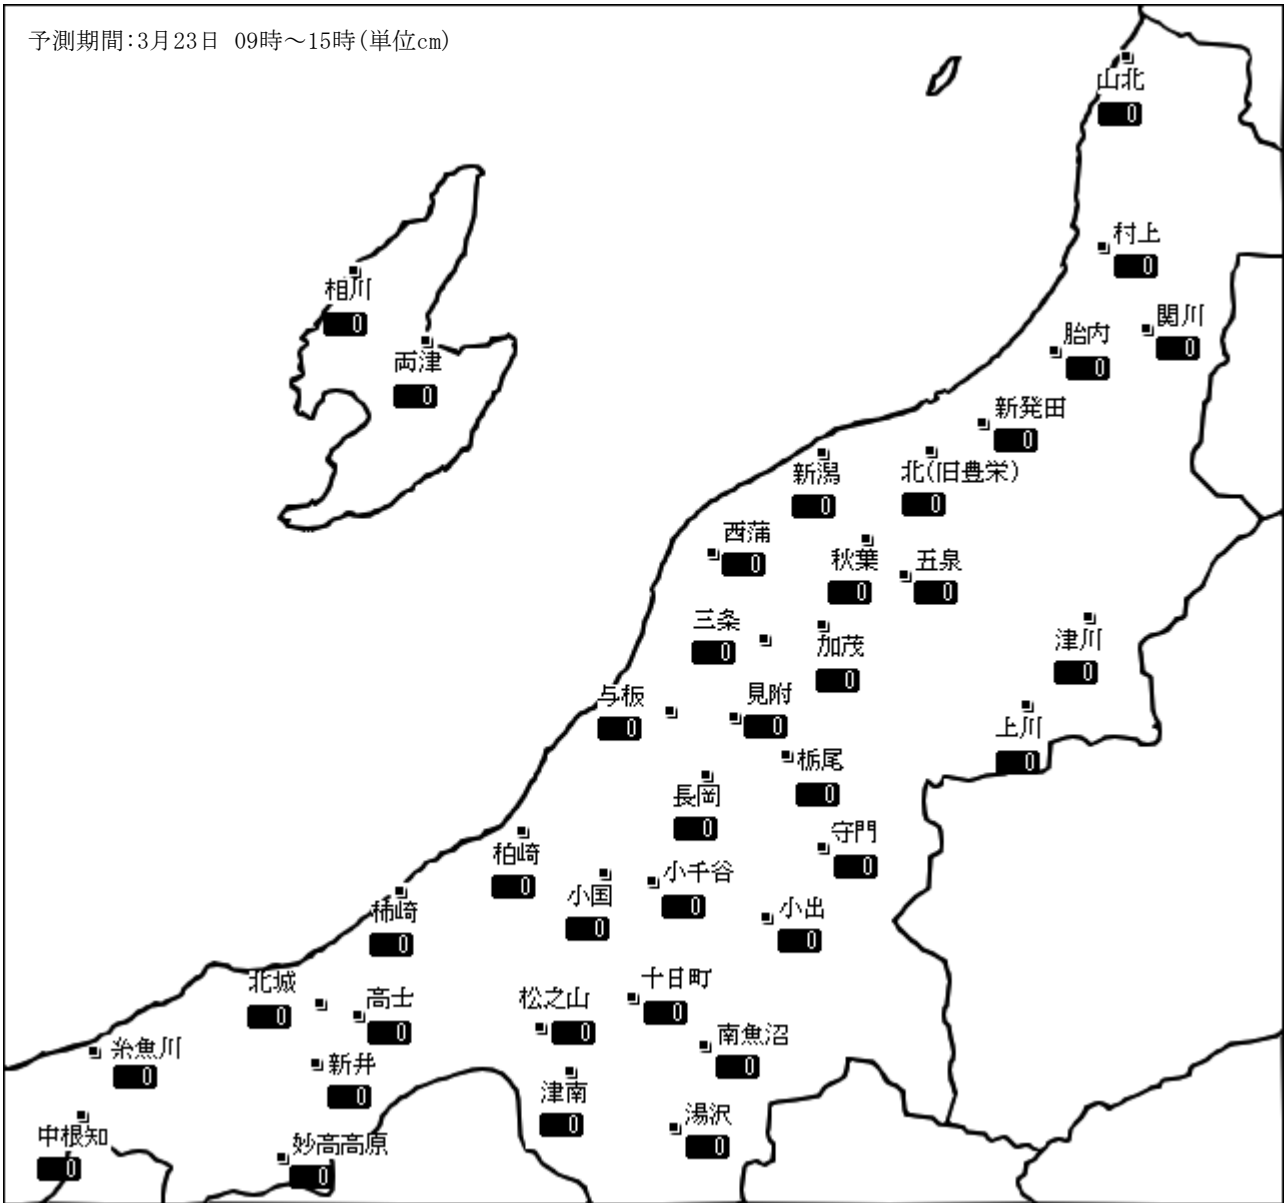 予測期間:3月23日 09時～15時(単位cm)
山北
0
村上
0
相川
0
関川
0
胎内
0
両津
0
新発田
0
新潟
0
北(旧豊栄)
0
西蒲
0
秋葉
0
五泉
0
三条
0
加茂
0
津川
0
与板
0
見附
0
上川
0
栃尾
0
長岡
0
守門
0
柏崎
0
小国
0
小千谷
0
小出
0
柿崎
0
北城
0
高士
0
松之山
0
十日町
0
南魚沼
0
糸魚川
0
新井
0
津南
0
湯沢
0
中根知
0
妙高高原
0